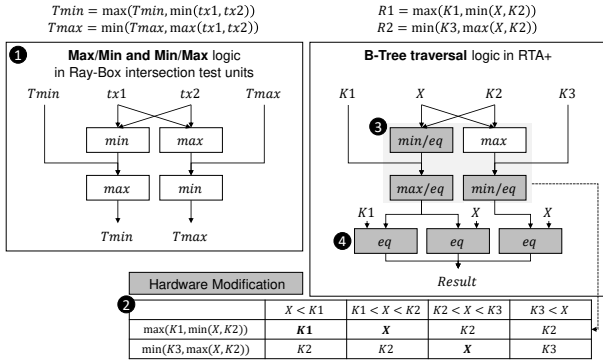 Tmin = max(Tmin, min(tx1, tx2))
Tmax = min(Tmax, max(tx1, tx2))
R1 = max(K1, min(X, K2))
R2 = min(K3, max(X, K2))
1
Max/Min and Min/Max logic
in Ray-Box intersection test units
Tmin tx1 tx2 Tmax
min max
max min
Tmin Tmax
B-Tree traversal logic in RTA+
K1 X K2 K3
3 min/eq max
max/eq min/eq
K1 X X
4 eq eq eq
Result
Hardware Modification
2
X < K1 K1 < X < K2 K2 < X < K3 K3 < X
max(K1, min(X, K2)) K1 X K2 K2
min(K3, max(X, K2)) K2 K2 X K3